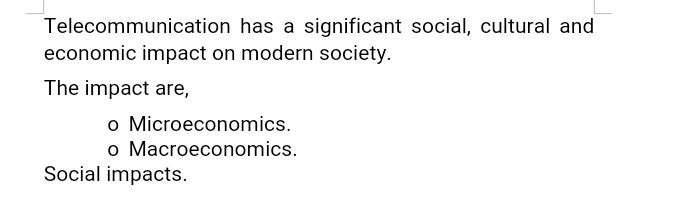 Telecommunication has a significant social, cultural and
economic impact on modern society.
The impact are,
o Microeconomics.
o Macroeconomics.
Social impacts.